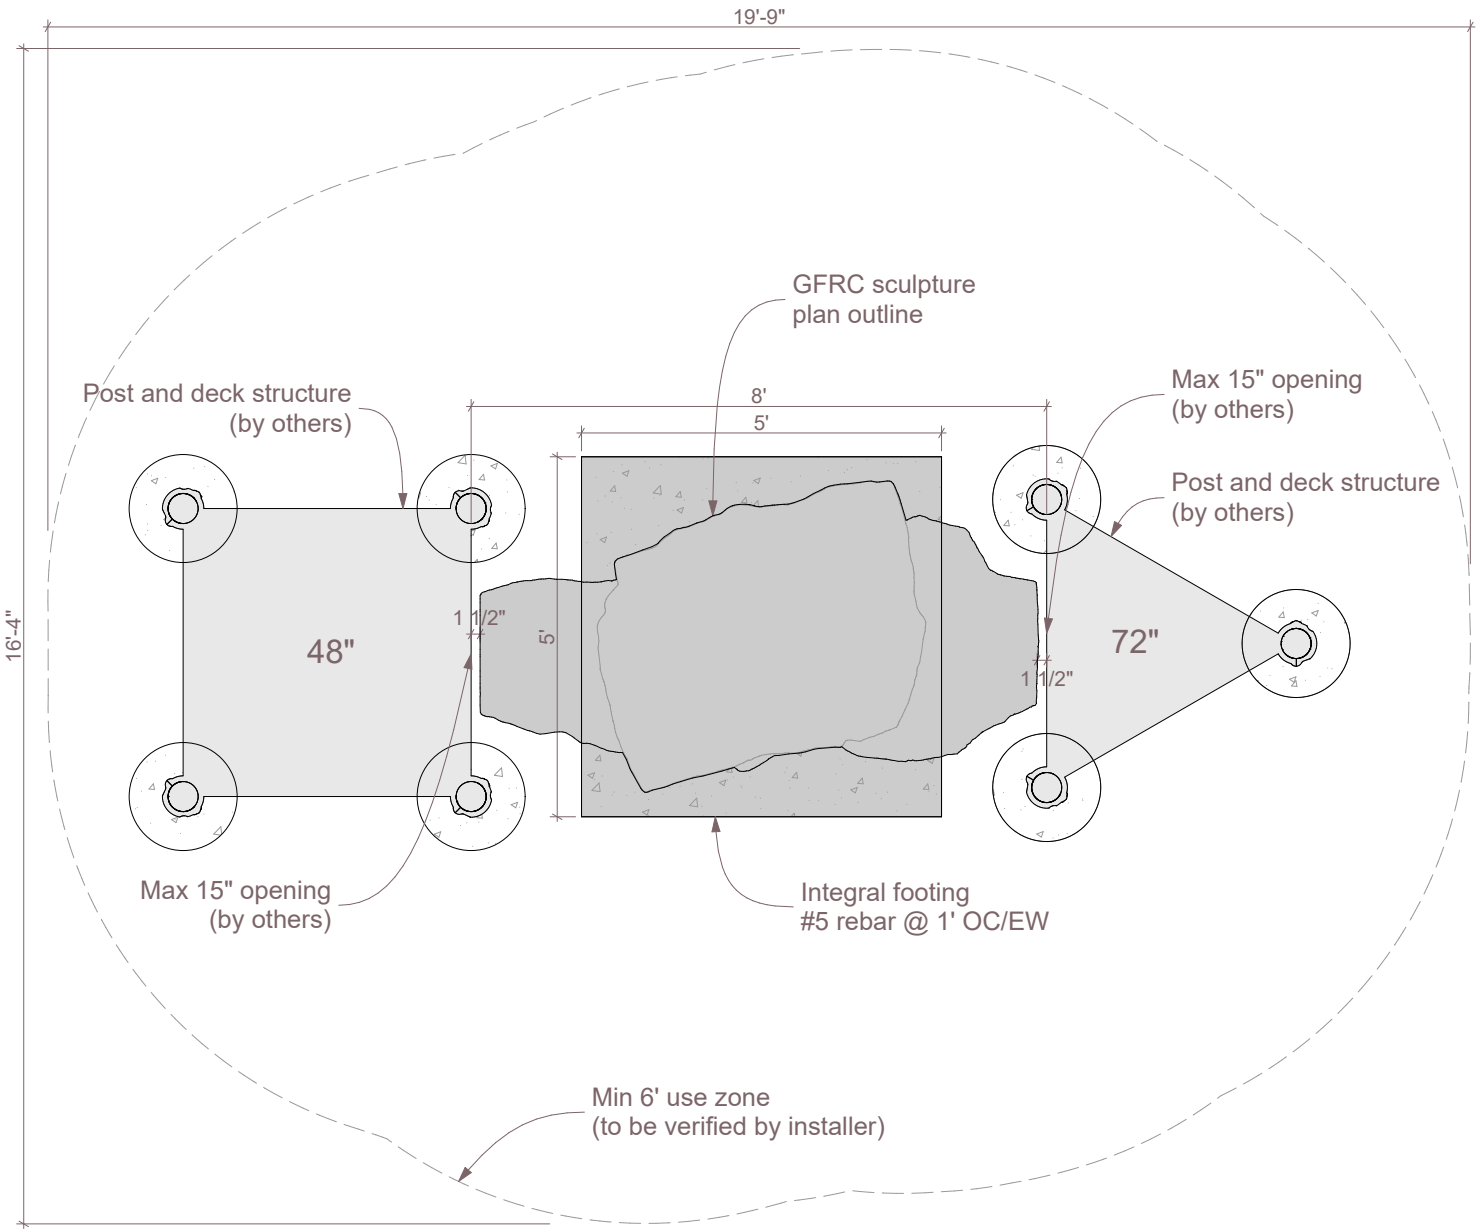 19'-9"
16'-4"
GFRC sculpture
plan outline
Post and deck structure
(by others)
8'
5'
Max 15" opening
(by others)
Post and deck structure
(by others)
1 1/2"
5'
48"
72"
1 1/2"
Max 15" opening
(by others)
Integral footing
#5 rebar @ 1' OC/EW
Min 6' use zone
(to be verified by installer)